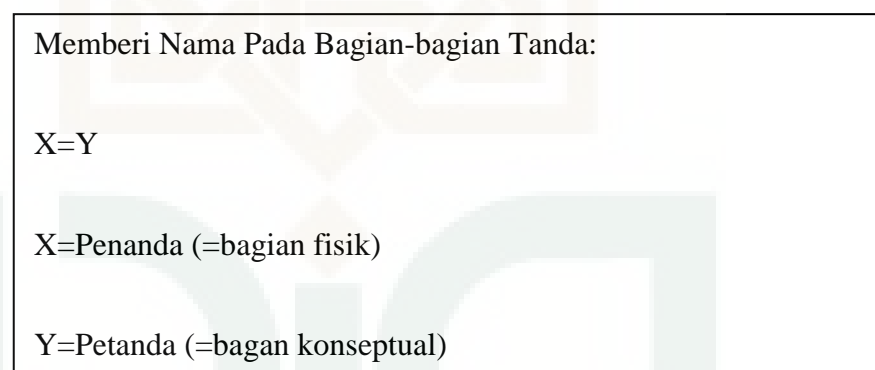 Memberi Nama Pada Bagian-bagian Tanda:
X=Y
X=Penanda (=bagian fisik)
Y=Petanda (=bagan konseptual)